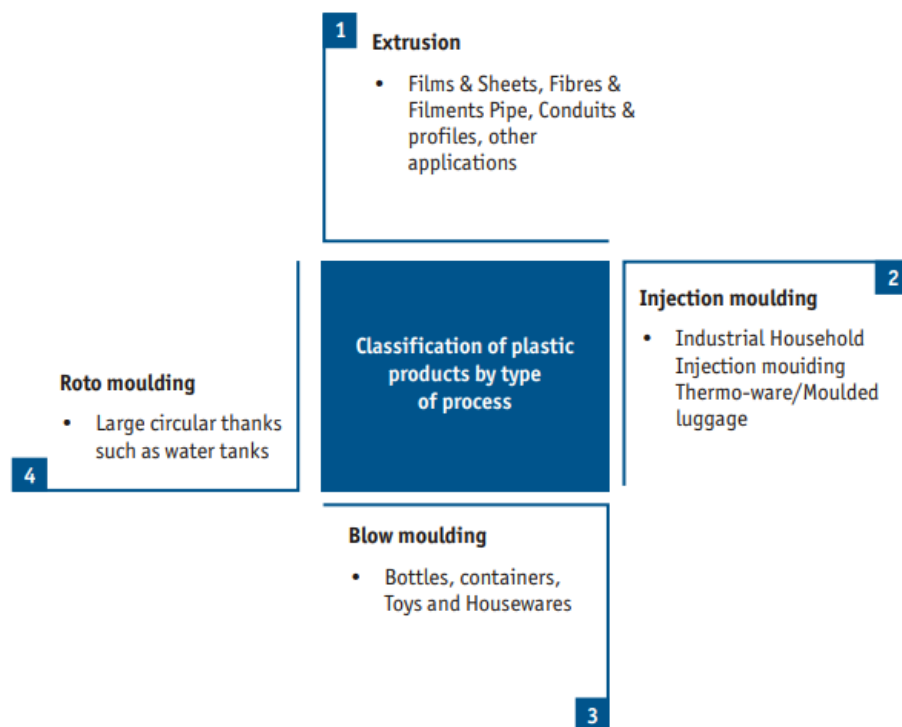 1
Extrusion
• Films & Sheets, Fibres &
Filments Pipe, Conduits &
profiles, other
applications
2
Injection moulding
• Industrial Household
Injection mouiding
Thermo-ware/Moulded
luggage
Classification of plastic
products by type
of process
Roto moulding
• Large circular thanks
such as water tanks
4
Blow moulding
• Bottles, containers,
Toys and Housewares
3